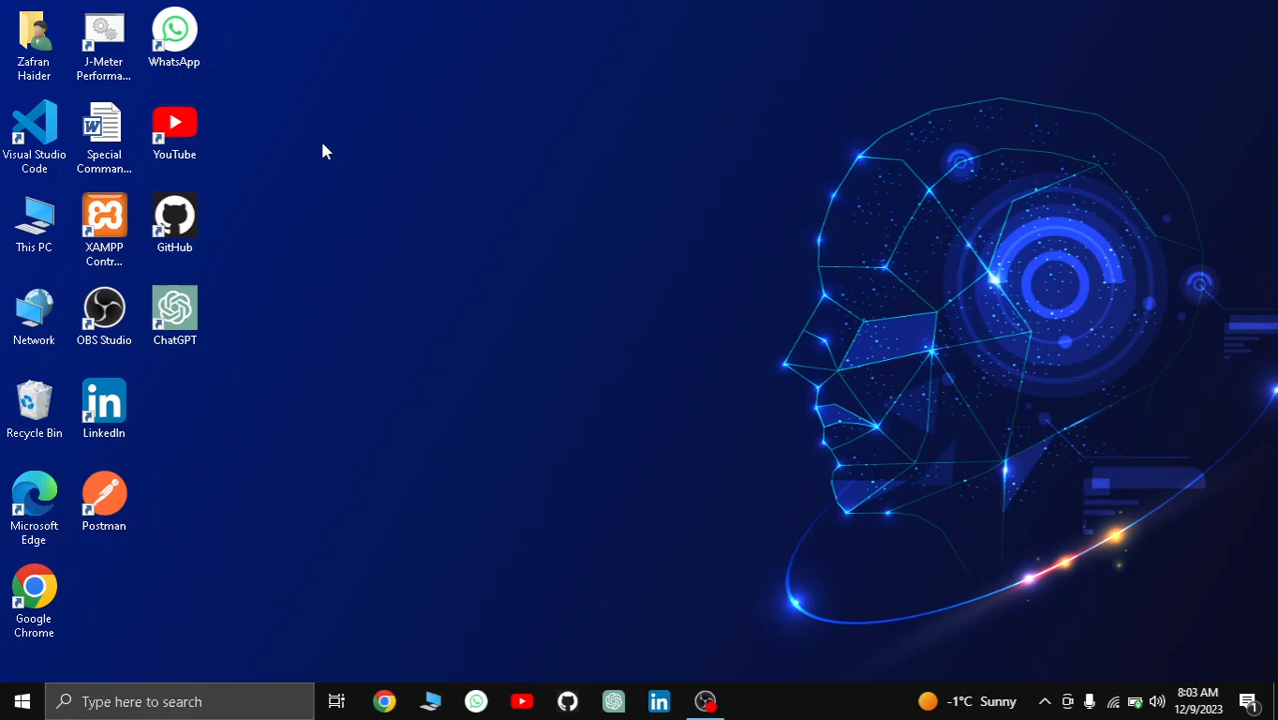 Zafran
Haider
J-Meter
Performa...
WhatsApp
Visual Studio
Code
Special
Comman...
YouTube
This PC
XAMPP
Contr...
GitHub
Network
OBS Studio
ChatGPT
Recycle Bin
LinkedIn
Microsoft
Edge
Postman
Google
Chrome
Type here to search
-1°C Sunny
8:03 AM
12/9/2023
1